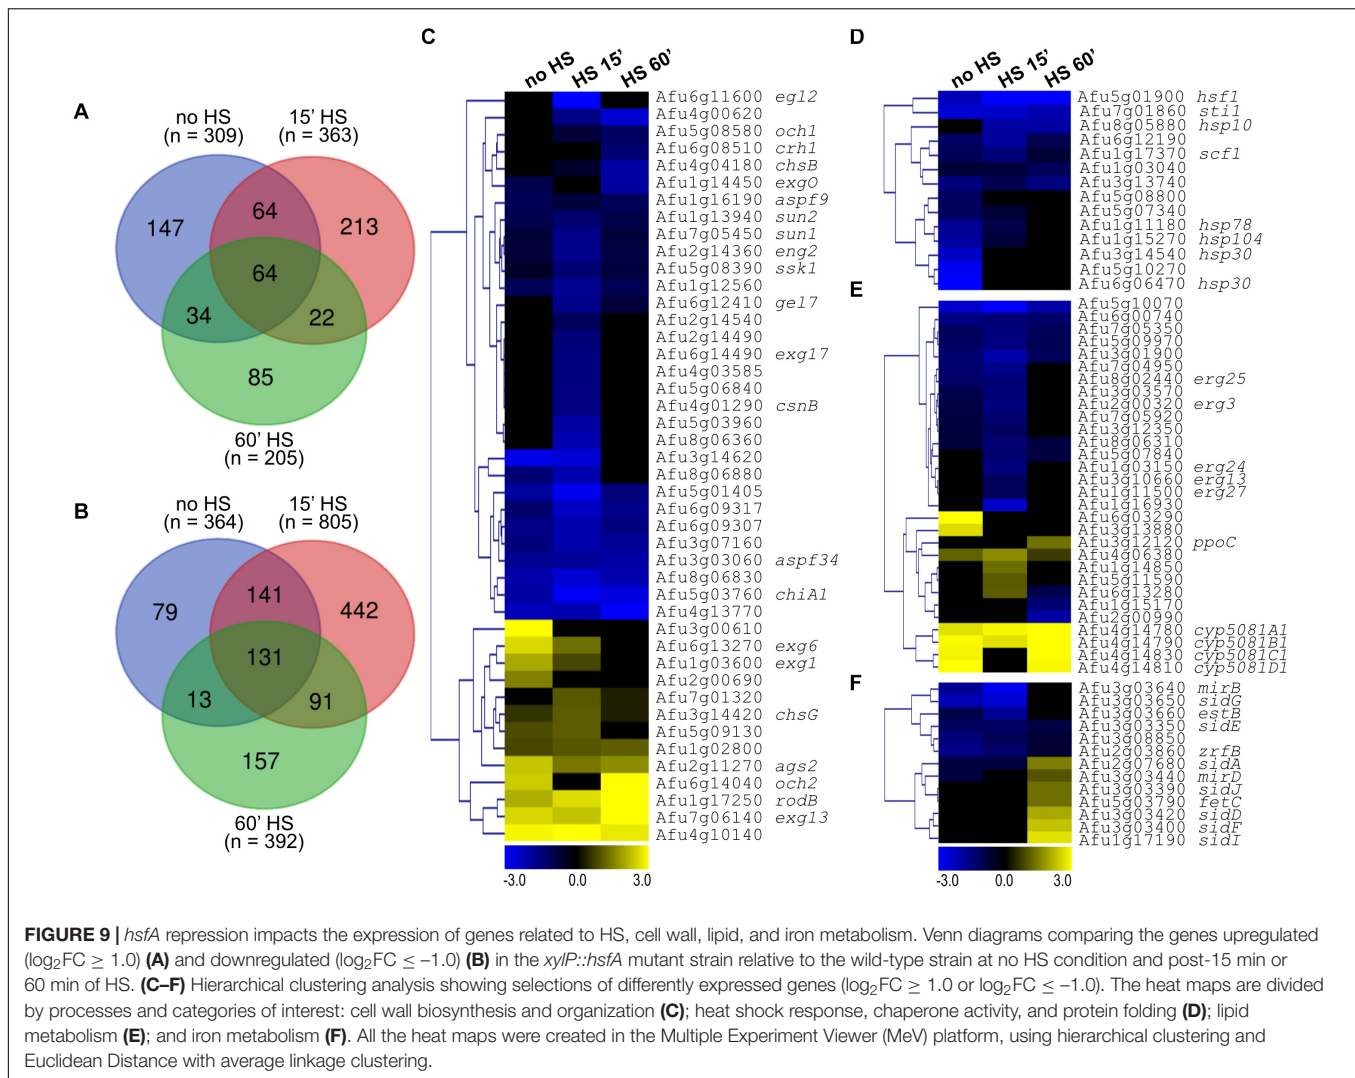 A
no HS
(n = 309)
15' HS
(n = 363)
147
64
213
64
34
22
85
60' HS
(n = 205)
B
no HS
(n = 364)
15' HS
(n = 805)
79
141
442
131
13
91
157
60' HS
(n = 392)
C
no HS
HS 15'
HS 60'
Afu6g11600 egl2
Afu4g00620
Afu5g08580 och1
Afu6g08510 crh1
Afu4g04180 chsB
Afu1g14450 exgO
Afu1g16190 aspf9
Afu1g13940 sun2
Afu7g05450 sun1
Afu2g14360 eng2
Afu5g08390 ssk1
Afu1g12560
Afu6g12410 gel7
Afu2g14540
Afu2g14490
Afu6g14490 exg17
Afu4g03585
Afu5g06840
Afu4g01290 csnB
Afu5g03960
Afu8g06360
Afu3g14620
Afu8g06880
Afu5g01405
Afu6g09317
Afu6g09307
Afu3g07160
Afu3g03060 aspf34
Afu8g06830
Afu5g03760 chiA1
Afu4g13770
Afu3g00610
Afu6g13270 exg6
Afu1g03600 exg1
Afu2g00690
Afu7g01320
Afu3g14420 chsG
Afu5g09130
Afu1g02800
Afu2g11270 ags2
Afu6g14040 och2
Afu1g17250 rodB
Afu7g06140 exg13
Afu4g10140
-3.0 0.0 3.0
D
no HS
HS 15'
HS 60'
Afu5g01900 hsf1
Afu7g01860 sti1
Afu8g05880 hsp10
Afu6g12190
Afu1g17370 scf1
Afu1g03040
Afu3g13740
Afu5g08800
Afu5g07340
Afu1g11180 hsp78
Afu1g15270 hsp104
Afu3g14540 hsp30
Afu5g10270
Afu6g06470 hsp30
E
Afu5g10070
Afu6g00740
Afu7g05350
Afu5g09970
Afu3g01900
Afu7g04950
Afu8g02440 erg25
Afu3g03570
Afu2g00320 erg3
Afu7g05920
Afu3g12350
Afu8g06310
Afu5g07840
Afu1g03150 erg24
Afu3g10660 erg13
Afu1g11500 erg27
Afu1g16930
Afu6g03290
Afu3g13880
Afu3g12120 ppoC
Afu4g06380
Afu1g14850
Afu5g11590
Afu6g13280
Afu1g15170
Afu2g00990
Afu4g14780 cyp5081A1
Afu4g14790 cyp5081B1
Afu4g14830 cyp5081C1
Afu4g14810 cyp5081D1
F
Afu3g03640 mirB
Afu3g03650 sidG
Afu3g03660 estB
Afu3g03350 sidE
Afu3g08850
Afu2g03860 zrfB
Afu2g07680 sidA
Afu3g03440 mirD
Afu3g03390 sidJ
Afu5g03790 fetC
Afu3g03420 sidD
Afu3g03400 sidF
Afu1g17190 sidI
-3.0 0.0 3.0
FIGURE 9 | hsfA repression impacts the expression of genes related to HS, cell wall, lipid, and iron metabolism. Venn diagrams comparing the genes upregulated
(log2FC ≥ 1.0) (A) and downregulated (log2FC ≤ –1.0) (B) in the xylP::hsfA mutant strain relative to the wild-type strain at no HS condition and post-15 min or
60 min of HS. (C–F) Hierarchical clustering analysis showing selections of differently expressed genes (log2FC ≥ 1.0 or log2FC ≤ –1.0). The heat maps are divided
by processes and categories of interest: cell wall biosynthesis and organization (C); heat shock response, chaperone activity, and protein folding (D); lipid
metabolism (E); and iron metabolism (F). All the heat maps were created in the Multiple Experiment Viewer (MeV) platform, using hierarchical clustering and
Euclidean Distance with average linkage clustering.